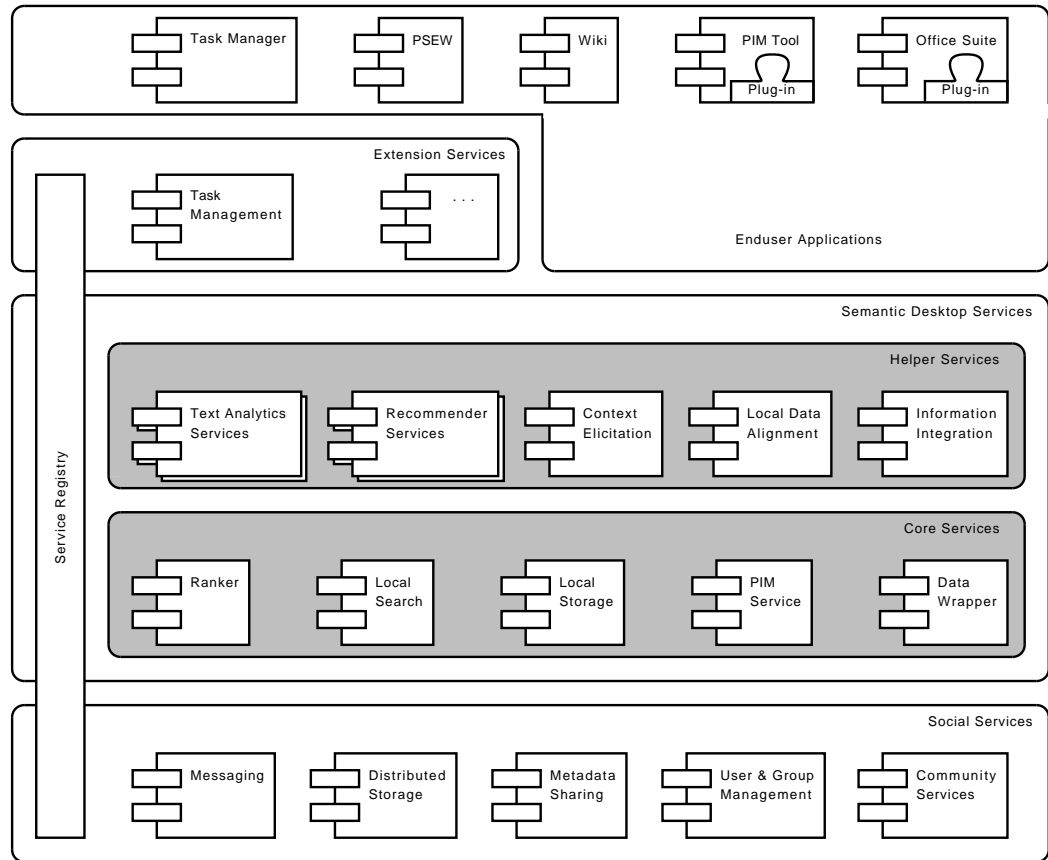 Task Manager
PSEW
Wiki
PIM Tool
Plug-in
Office Suite
Plug-in
Extension Services
Task
Management
. . .
Enduser Applications
Service Registry
Semantic Desktop Services
Helper Services
Text Analytics
Services
Recommender
Services
Context
Elicitation
Local Data
Alignment
Information
Integration
Core Services
Ranker
Local
Search
Local
Storage
PIM
Service
Data
Wrapper
Social Services
Messaging
Distributed
Storage
Metadata
Sharing
User & Group
Management
Community
Services